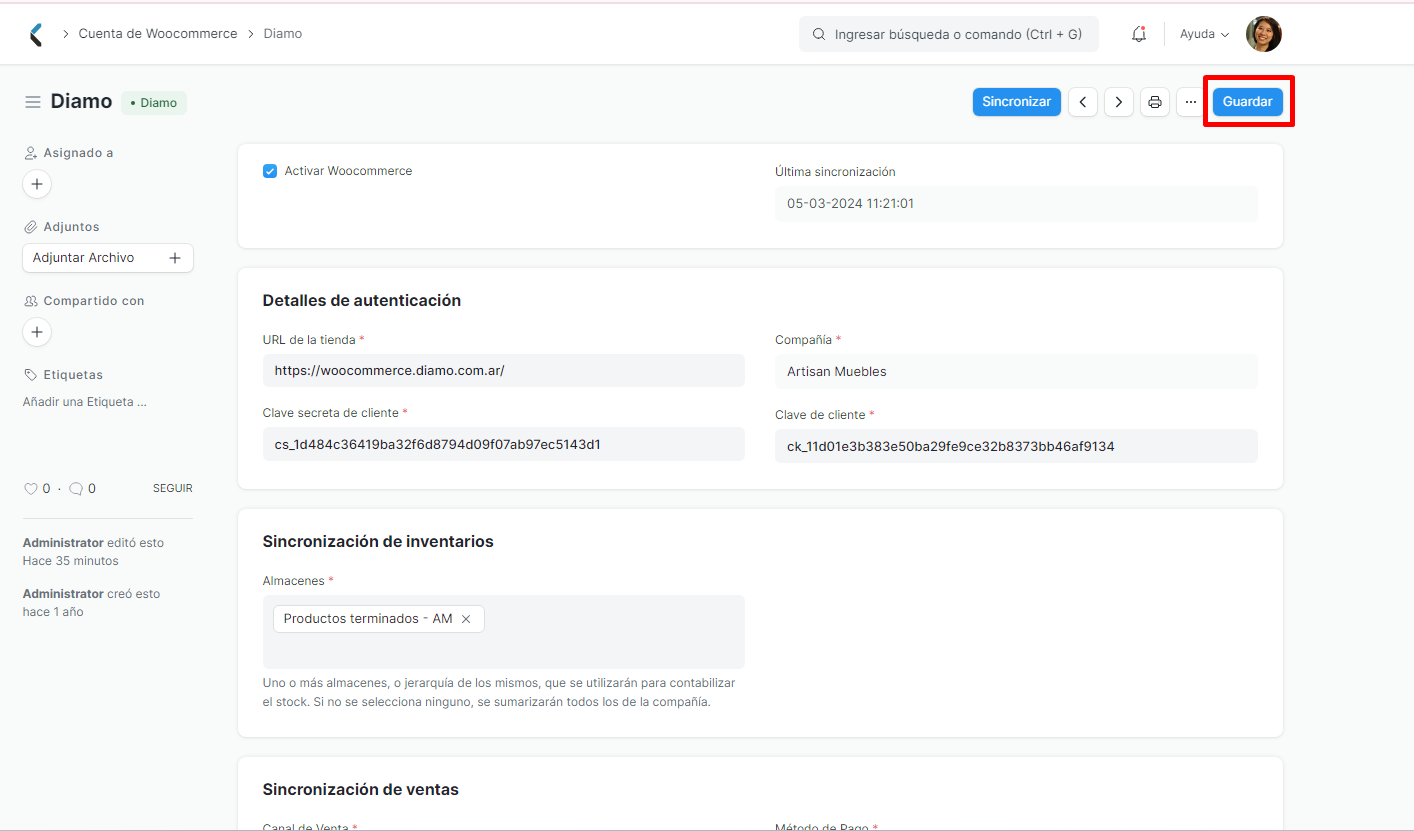 Cuenta de Woocommerce
Diamo
Ingresar búsqueda o comando (Ctrl + G)
Ayuda
Diamo
• Diamo
Sincronizar
Guardar
Asignado a
Adjuntos
Adjuntar Archivo
Compartido con
Etiquetas
Añadir una Etiqueta ...
0 · 0
SEGUIR
Administrator editó esto
Hace 35 minutos
Administrator creó esto
hace 1 año
Activar Woocommerce
Última sincronización
05-03-2024 11:21:01
Detalles de autenticación
URL de la tienda *
https://woocommerce.diamo.com.ar/
Compañía *
Artisan Muebles
Clave secreta de cliente *
cs_1d484c36419ba32f6d8794d09f07ab97ec5143d1
Clave de cliente *
ck_11d01e3b383e50ba29fe9ce32b8373bb46af9134
Sincronización de inventarios
Almacenes *
Productos terminados - AM
Uno o más almacenes, o jerarquía de los mismos, que se utilizarán para contabilizar
el stock. Si no se selecciona ninguno, se sumarizarán todos los de la compañía.
Sincronización de ventas
Canal de Venta *
Método de Pago *